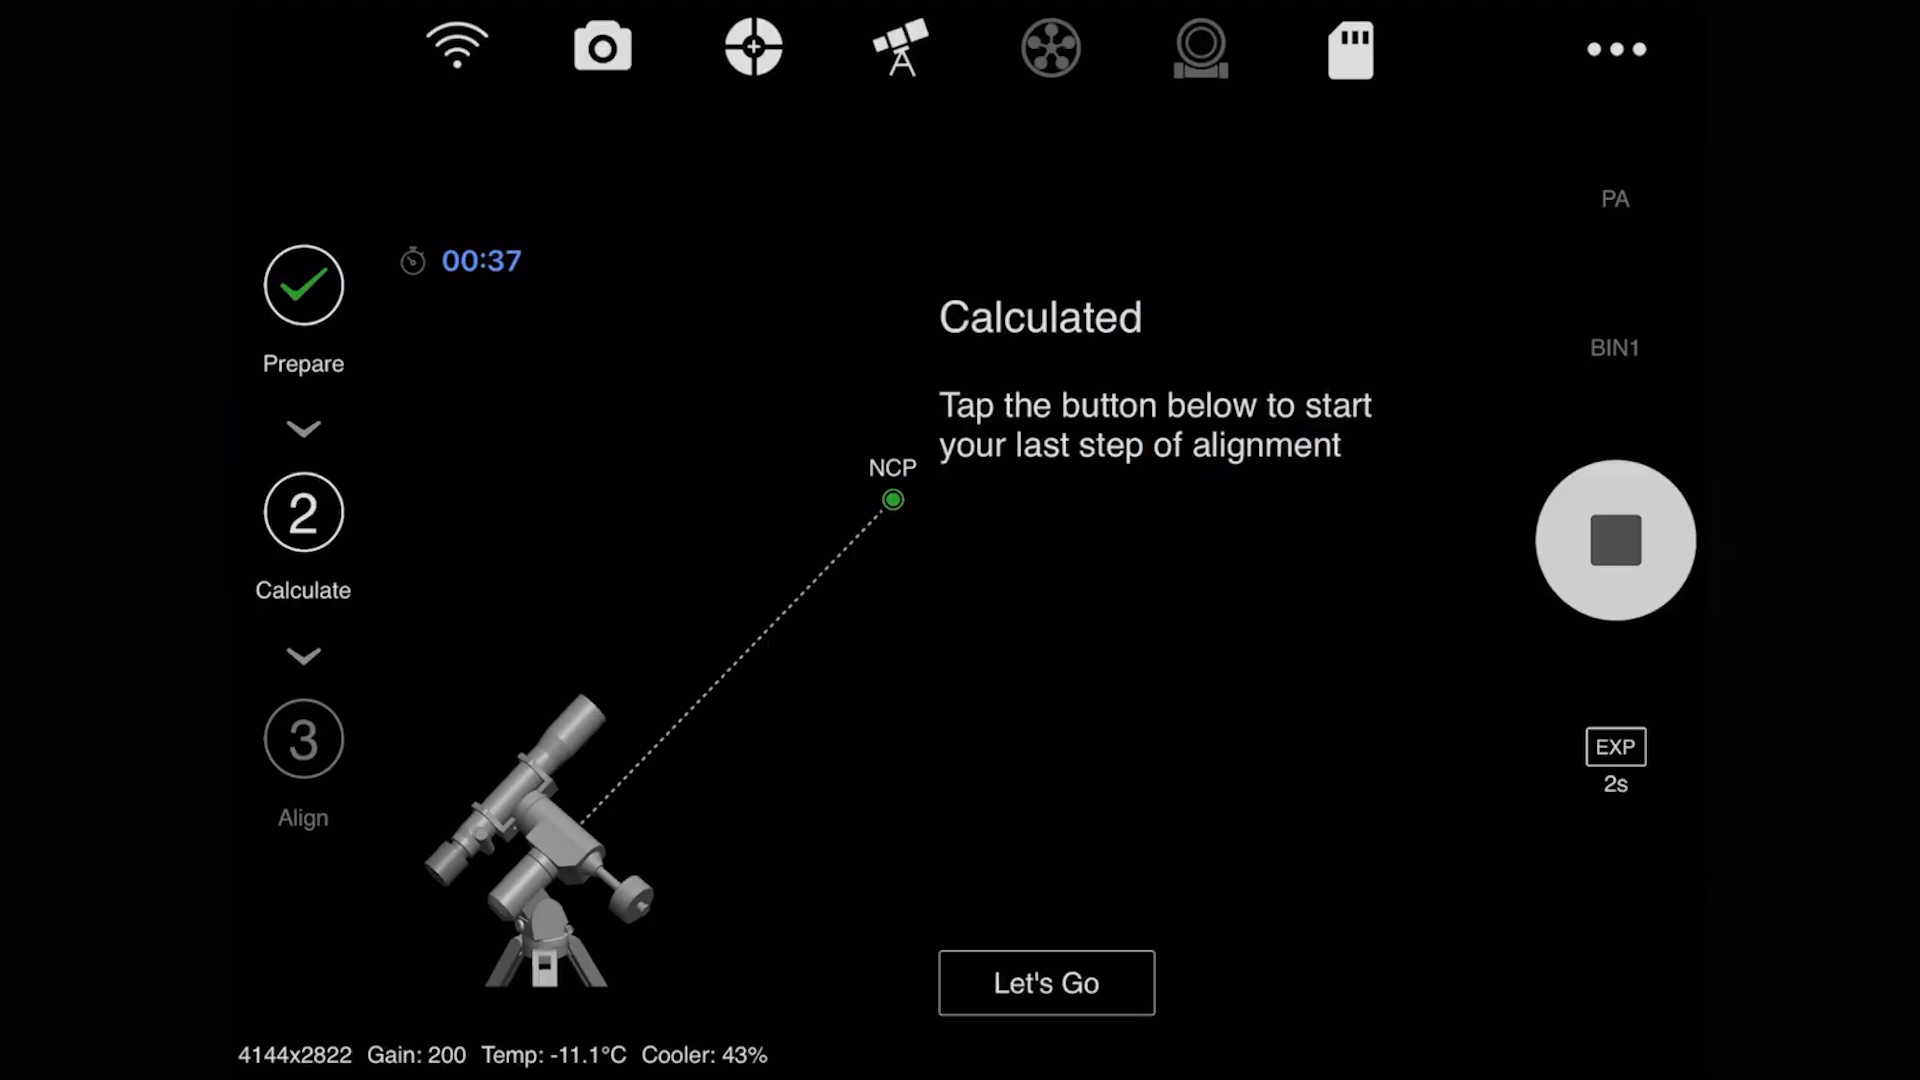 PA
00:37
Calculated
BIN1
Prepare
Tap the button below to start
your last step of alignment
NCP
2
Calculate
3
EXP
2s
Align
Let's Go
4144x2822 Gain: 200 Temp: -11.1°C Cooler: 43%